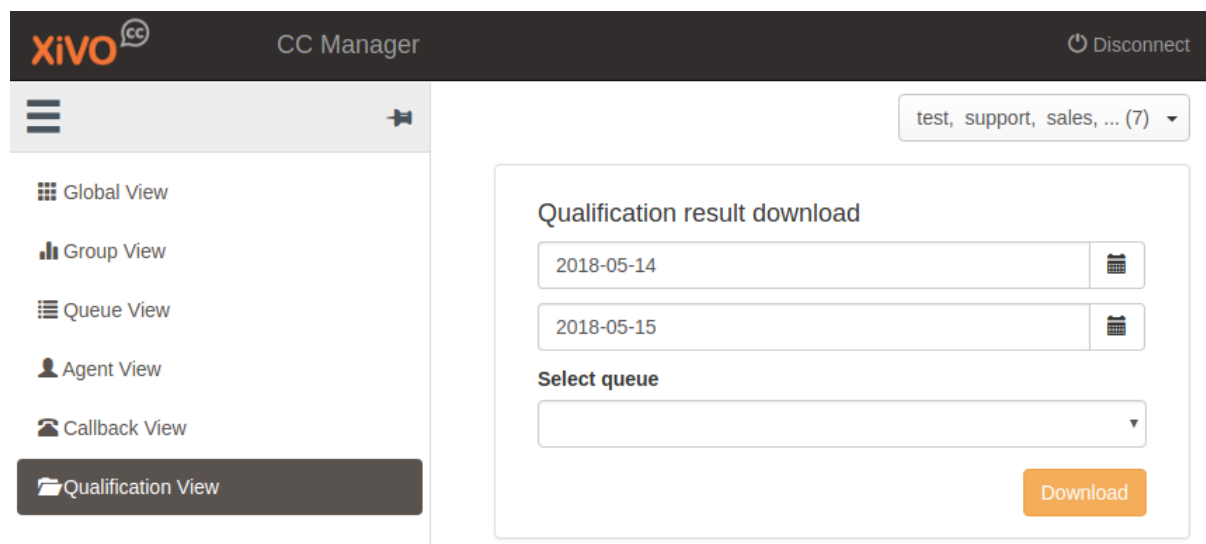 XiVO CC
CC Manager
Disconnect
test, support, sales, ... (7)
Global View
Group View
Queue View
Agent View
Callback View
Qualification View
Qualification result download
2018-05-14
2018-05-15
Select queue
Download